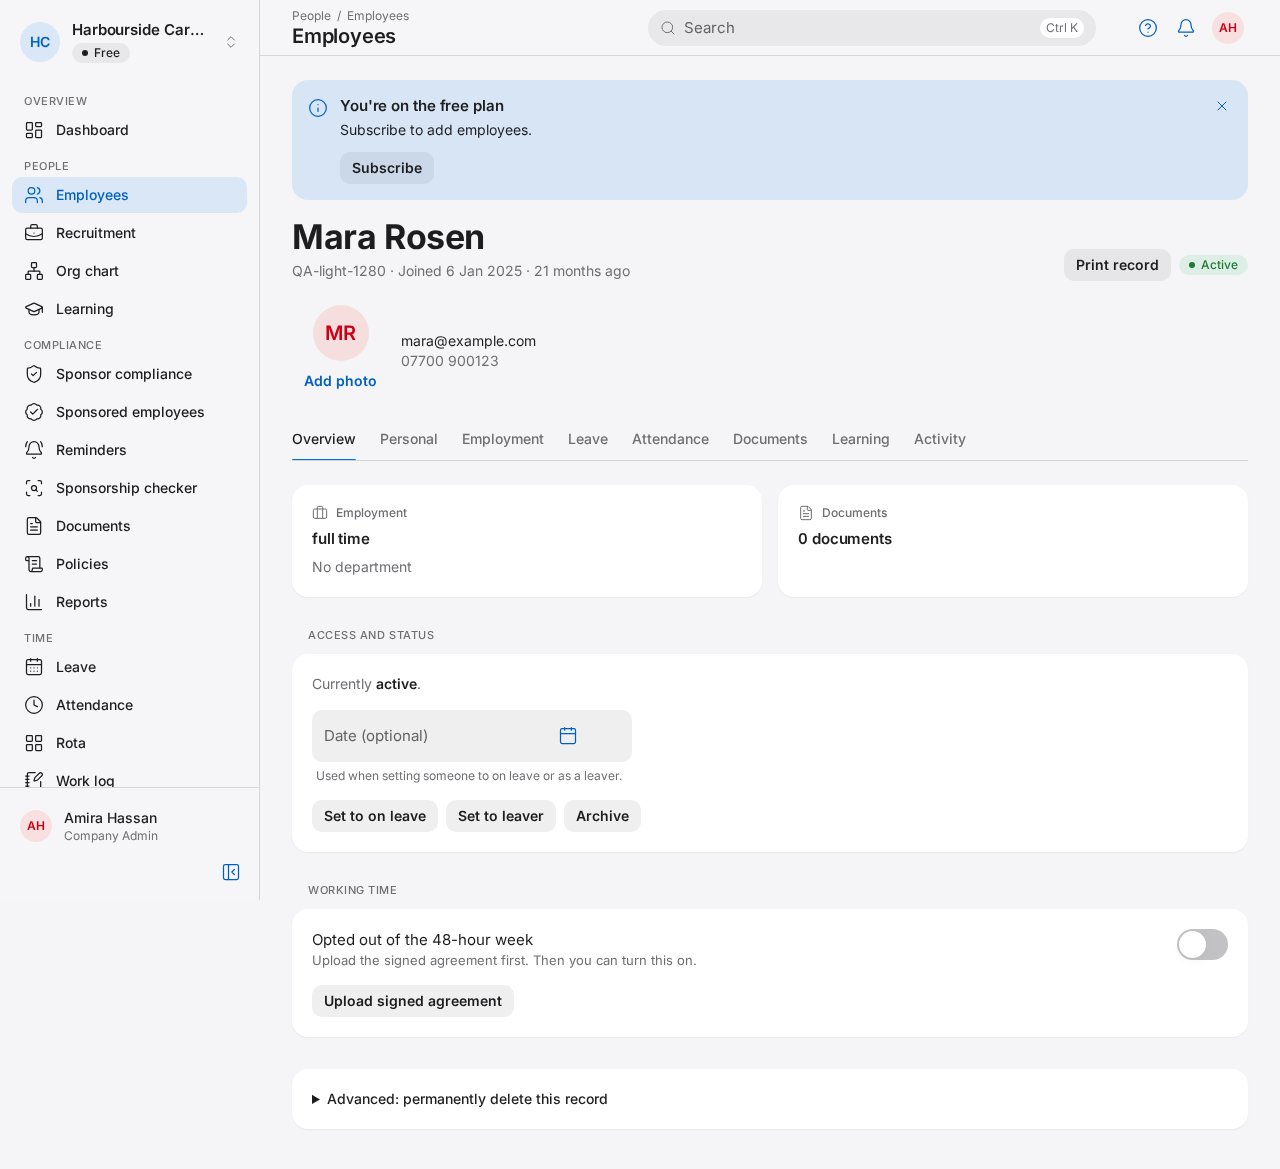 HC
Harbourside Car...
Free
OVERVIEW
Dashboard
PEOPLE
Employees
Recruitment
Org chart
Learning
COMPLIANCE
Sponsor compliance
Sponsored employees
Reminders
Sponsorship checker
Documents
Policies
Reports
TIME
Leave
Attendance
Rota
Work log
AH
Amira Hassan
Company Admin
People / Employees
Employees
Search
Ctrl K
AH
You're on the free plan
Subscribe to add employees.
Subscribe
Mara Rosen
QA-light-1280 · Joined 6 Jan 2025 · 21 months ago
Print record
Active
MR
Add photo
mara@example.com
07700 900123
Overview Personal Employment Leave Attendance Documents Learning Activity
Employment
full time
No department
Documents
0 documents
ACCESS AND STATUS
Currently active.
Date (optional)
Used when setting someone to on leave or as a leaver.
Set to on leave Set to leaver Archive
WORKING TIME
Opted out of the 48-hour week
Upload the signed agreement first. Then you can turn this on.
Upload signed agreement
Advanced: permanently delete this record